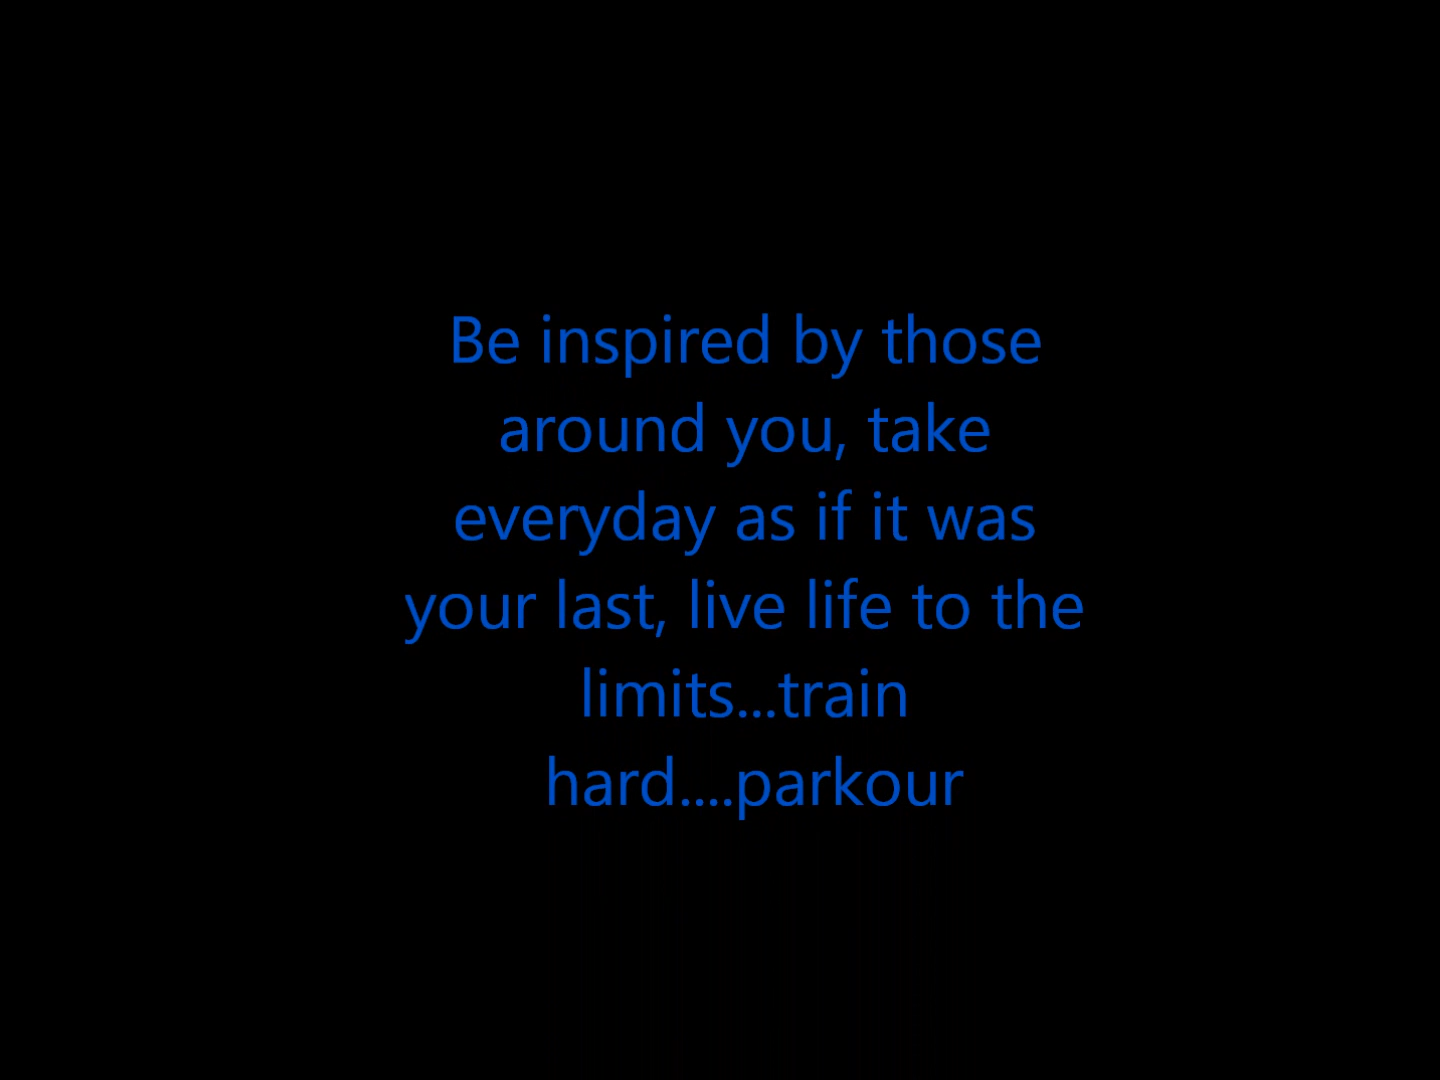 Be inspired by those
around you, take
everyday as if it was
your last, live life to the
limits...train
hard....parkour